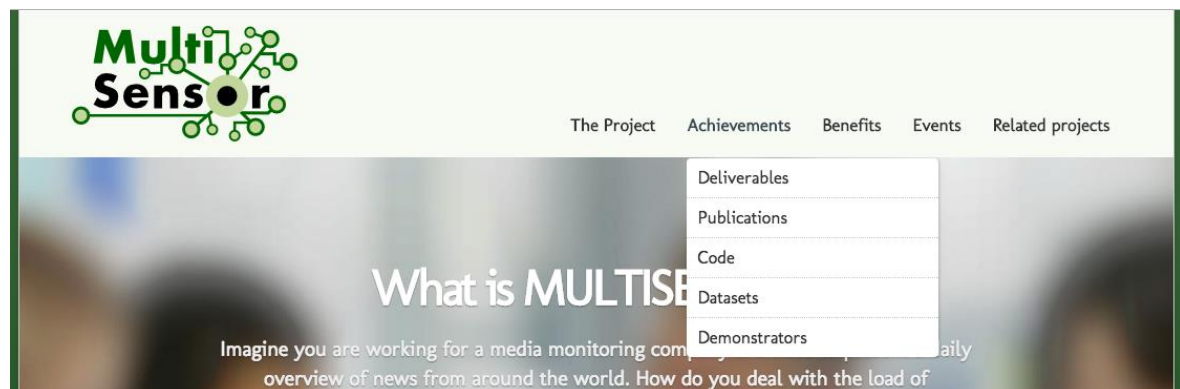 Multi
Sensor
The Project Achievements Benefits Events Related projects
Deliverables
Publications
Code
Datasets
Demonstrators
What is MULTISE
Imagine you are working for a media monitoring
overview of news from around the world. How do you deal with the load of